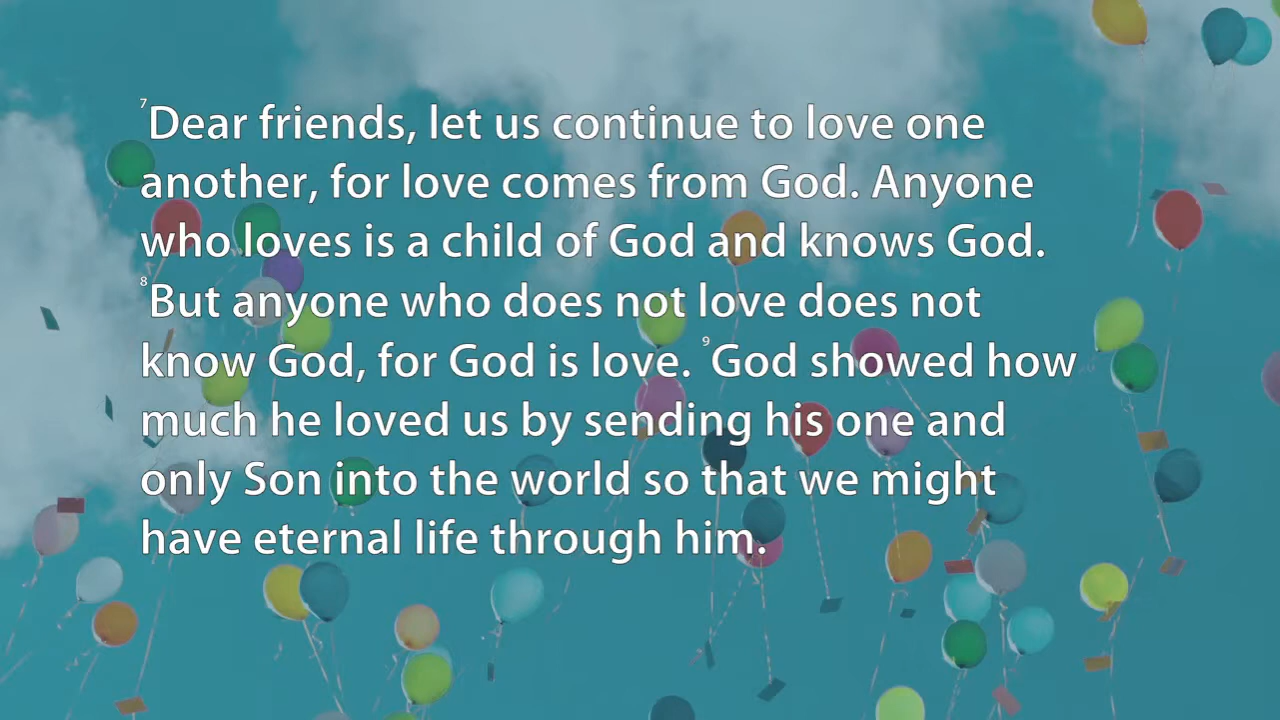 ⁷Dear friends, let us continue to love one
another, for love comes from God. Anyone
who loves is a child of God and knows God.
⁸But anyone who does not love does not
know God, for God is love. ⁹God showed how
much he loved us by sending his one and
only Son into the world so that we might
have eternal life through him.